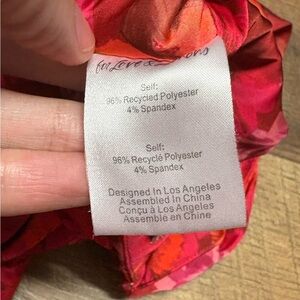 For Love & Lemons
Self:
96% Recycled Polyester
4% Spandex
Self:
96% Recyclé Polyester
4% Spandex
Designed In Los Angeles
Assembled In China
Conçu à Los Angeles
Assemblé en Chine